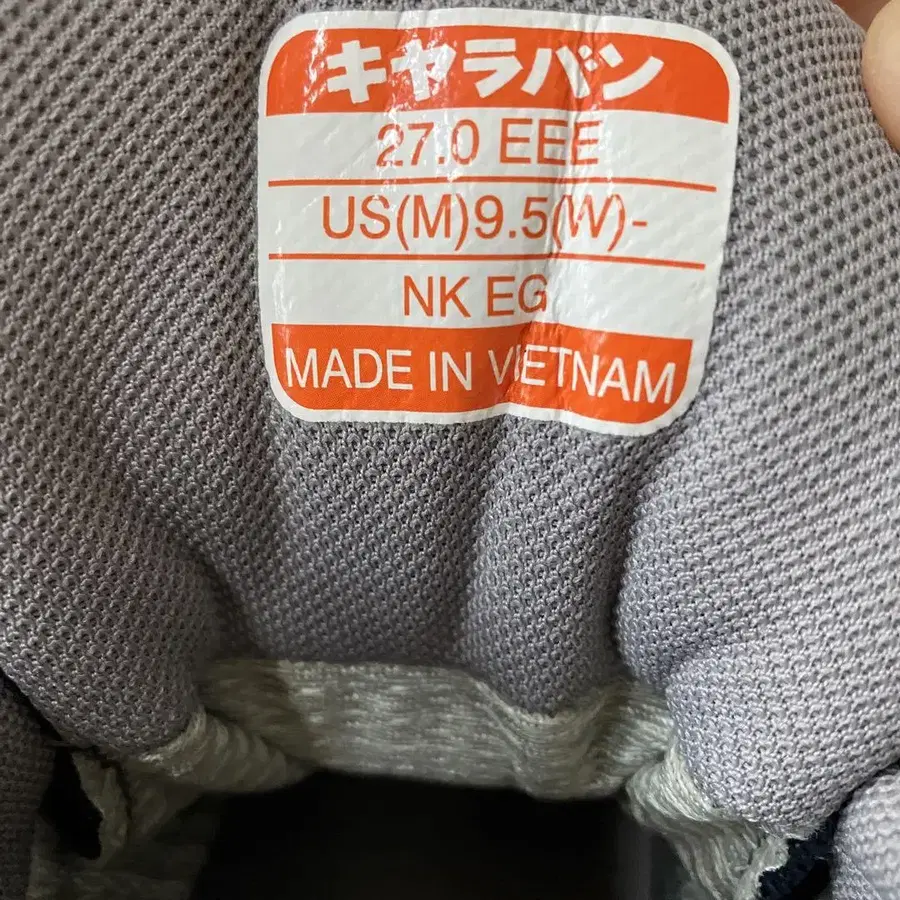 キャラバン
27.0 EEE
US(M)9.5(W)-
NK EG
MADE IN VIETNAM